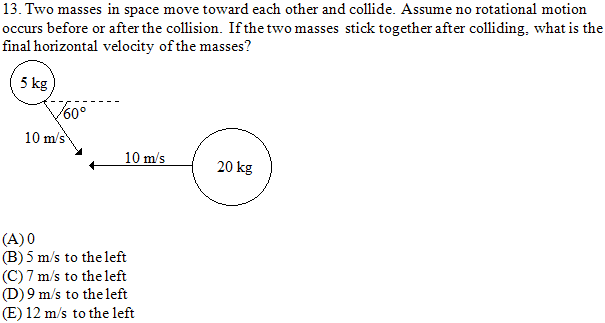 13. Two masses in space move toward each other and collide. Assume no rotational motion
occurs before or after the collision. If the two masses stick together after colliding, what is the
final horizontal velocity of the masses?
5 kg
60°
10 m/s
10 m/s
20 kg
(A) 0
(B) 5 m/s to the left
(C) 7 m/s to the left
(D) 9 m/s to the left
(E) 12 m/s to the left